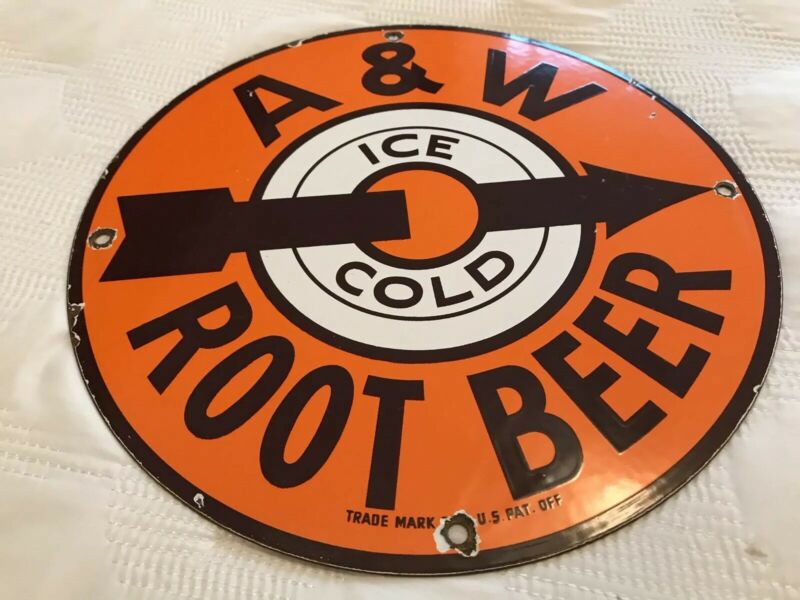 A & W
ICE
COLD
ROOT BEER
TRADE MARK U.S. PAT. OFF